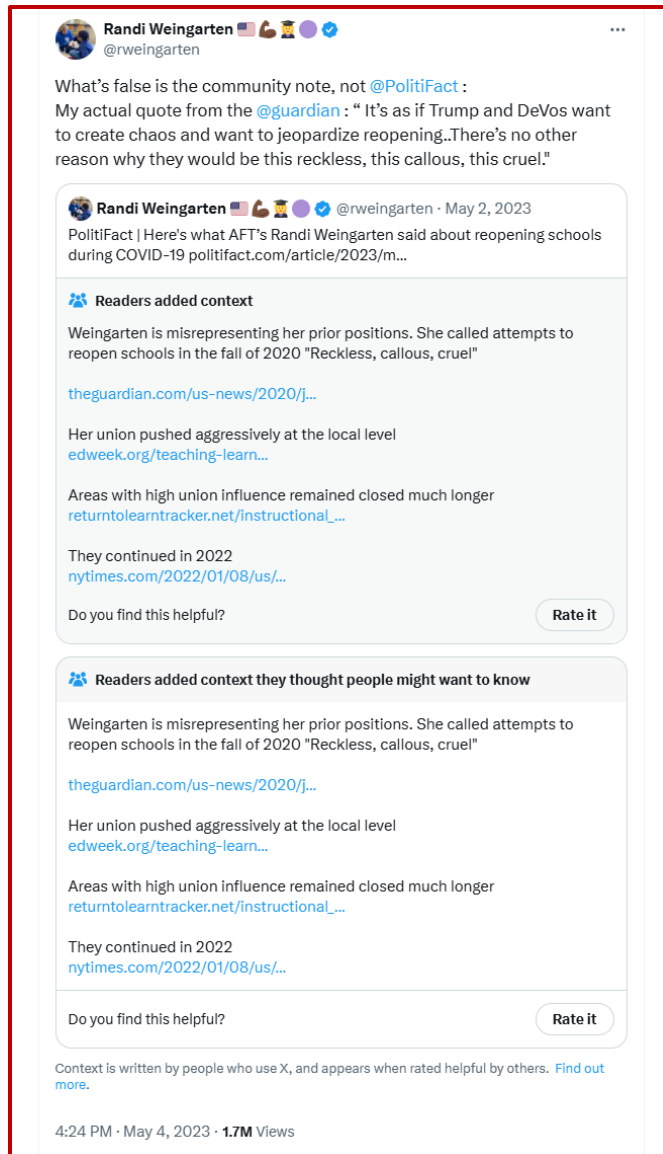 Randi Weingarten 🇺🇸💪🏿👩‍🎓🟣
@rweingarten
What’s false is the community note, not @PolitiFact :
My actual quote from the @guardian : “ It’s as if Trump and DeVos want
to create chaos and want to jeopardize reopening..There’s no other
reason why they would be this reckless, this callous, this cruel."
Randi Weingarten 🇺🇸💪🏿👩‍🎓🟣 @rweingarten · May 2, 2023
PolitiFact | Here's what AFT’s Randi Weingarten said about reopening schools
during COVID-19 politifact.com/article/2023/m...
Readers added context
Weingarten is misrepresenting her prior positions. She called attempts to
reopen schools in the fall of 2020 "Reckless, callous, cruel"
theguardian.com/us-news/2020/j...
Her union pushed aggressively at the local level
edweek.org/teaching-learn...
Areas with high union influence remained closed much longer
returntolearntracker.net/instructional_...
They continued in 2022
nytimes.com/2022/01/08/us/...
Do you find this helpful? Rate it
Readers added context they thought people might want to know
Weingarten is misrepresenting her prior positions. She called attempts to
reopen schools in the fall of 2020 "Reckless, callous, cruel"
theguardian.com/us-news/2020/j...
Her union pushed aggressively at the local level
edweek.org/teaching-learn...
Areas with high union influence remained closed much longer
returntolearntracker.net/instructional_...
They continued in 2022
nytimes.com/2022/01/08/us/...
Do you find this helpful? Rate it
Context is written by people who use X, and appears when rated helpful by others. Find out
more.
4:24 PM · May 4, 2023 · 1.7M Views